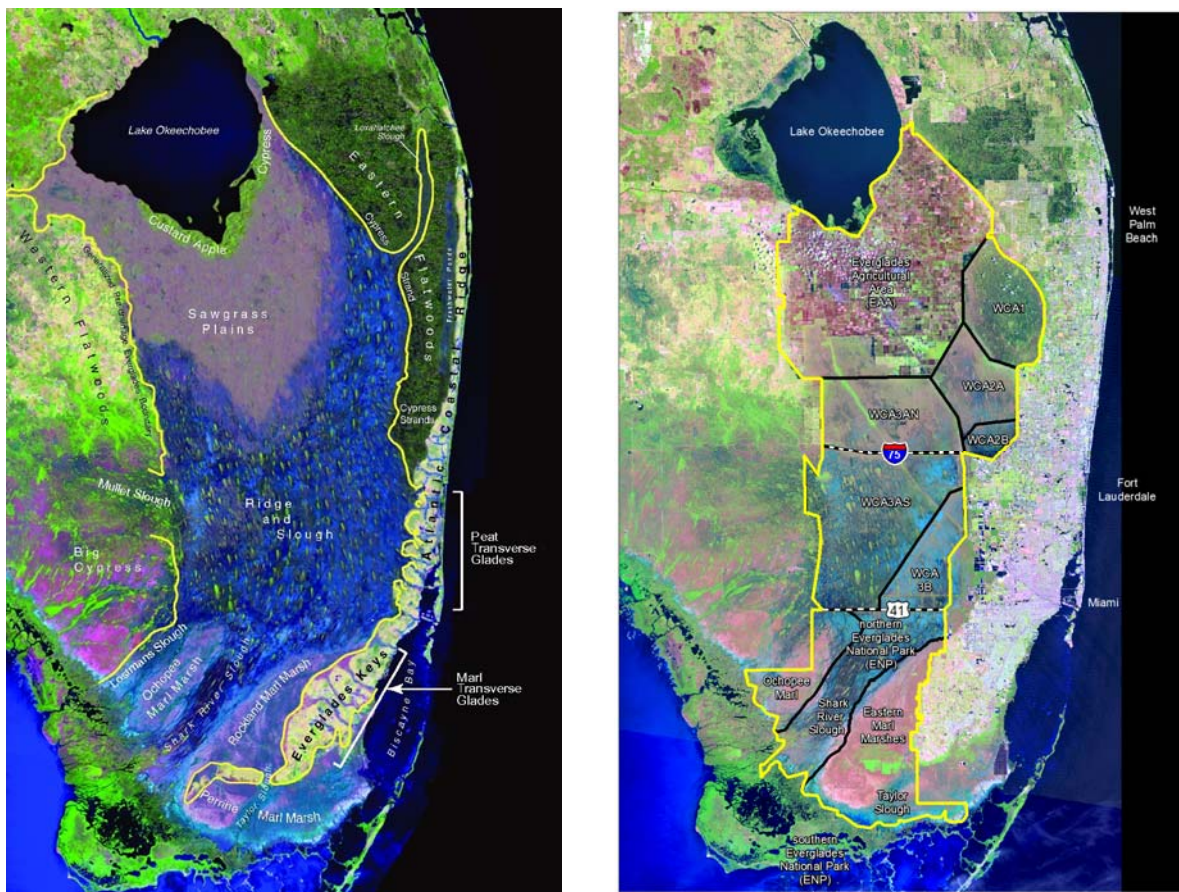 Lake Okeechobee
Loxahatchee
Slough
Cypress
Eastern
Flatwoods
Cypress
Strand
Custard Apple
Western
Flatwoods
Sawgrass
Plains
Freshwater Ponds
Atlantic Coastal Ridge
Cypress
Strands
Mullet Slough
Ridge
and
Slough
Big
Cypress
Peat
Transverse
Glades
Lostmans Slough
Ochopee
Marl Marsh
Shark River Slough
Rockland Marl Marsh
Everglades Keys
Marl
Transverse
Glades
Biscayne Bay
Perrine
Taylor Slough
Marl Marsh
Lake Okeechobee
West
Palm
Beach
Everglades
Agricultural
Area
(EAA)
WCA1
WCA2A
WCA3AN
WCA2B
75
WCA3AS
Fort
Lauderdale
WCA
3B
41
Miami
northern
Everglades
National Park
(ENP)
Ochopee
Marl
Shark
River
Slough
Eastern
Marl
Marshes
Taylor
Slough
southern
Everglades
National Park
(ENP)